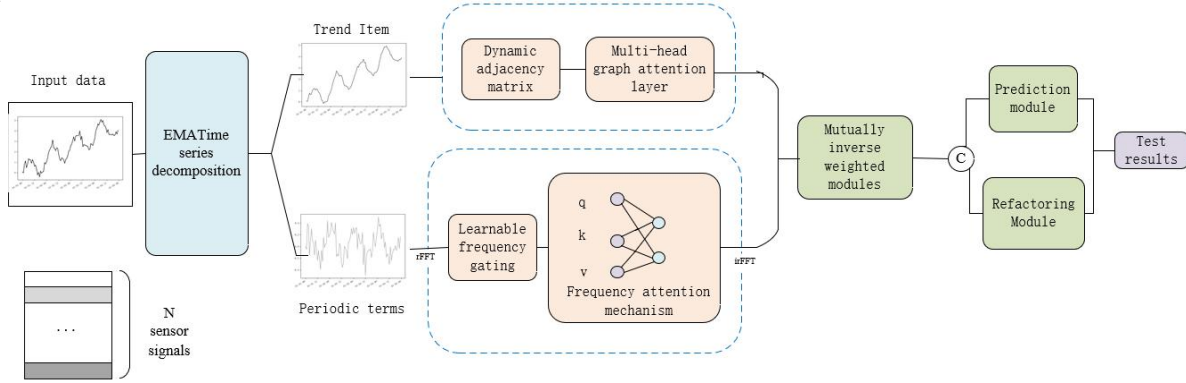 Input data
EMATime
series
decomposition
Trend Item
Periodic terms
N
sensor
signals
...
Dynamic
adjacency
matrix
Multi-head
graph attention
layer
rFFT
Learnable
frequency
gating
q
k
v
Frequency attention
mechanism
irFFT
Mutually
inverse
weighted
modules
C
Prediction
module
Refactoring
Module
Test
results